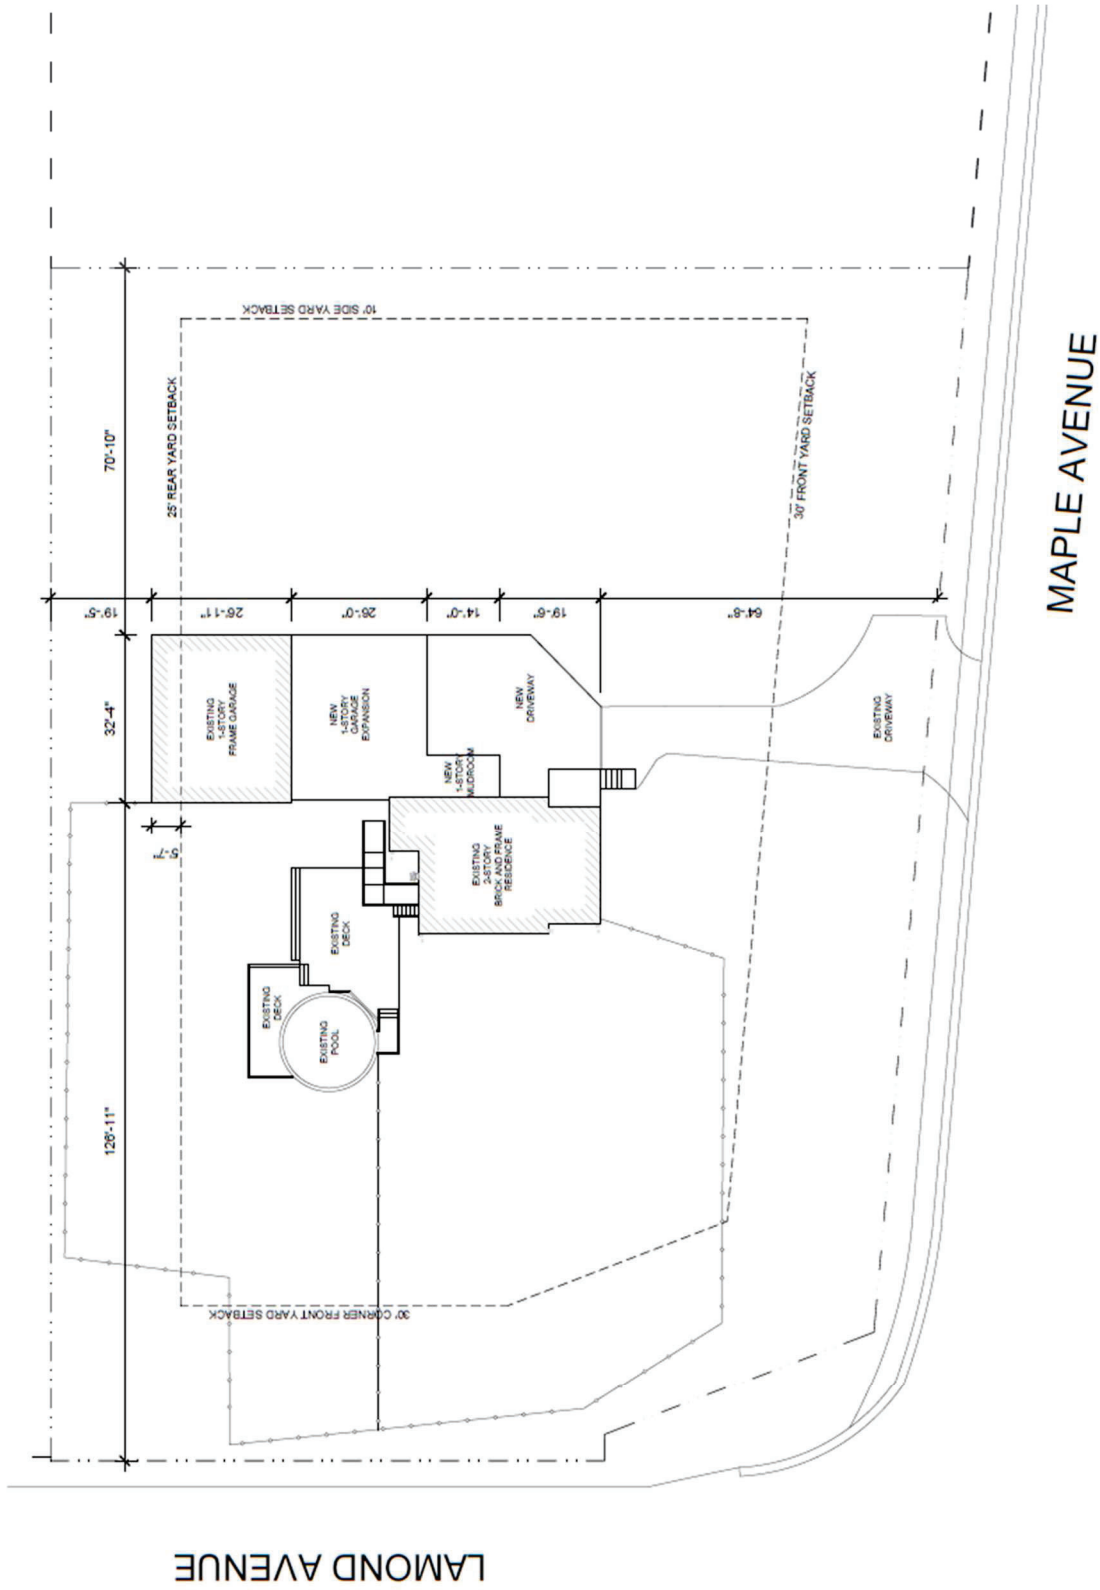 10' SIDE YARD SETBACK
25' REAR YARD SETBACK
30' FRONT YARD SETBACK
30' CORNER FRONT YARD SETBACK
70'-10"
32'-4"
126'-11"
19'-5"
26'-11"
26'-0"
14'-0"
19'-6"
64'-8"
5'-7"
EXISTING
1-STORY
FRAME GARAGE
NEW
1-STORY
GARAGE
EXPANSION
NEW
1-STORY
MUDROOM
NEW
DRIVEWAY
EXISTING
DRIVEWAY
EXISTING
2-STORY
BRICK AND FRAME
RESIDENCE
EXISTING
DECK
EXISTING
DECK
EXISTING
POOL
MAPLE AVENUE
LAMOND AVENUE